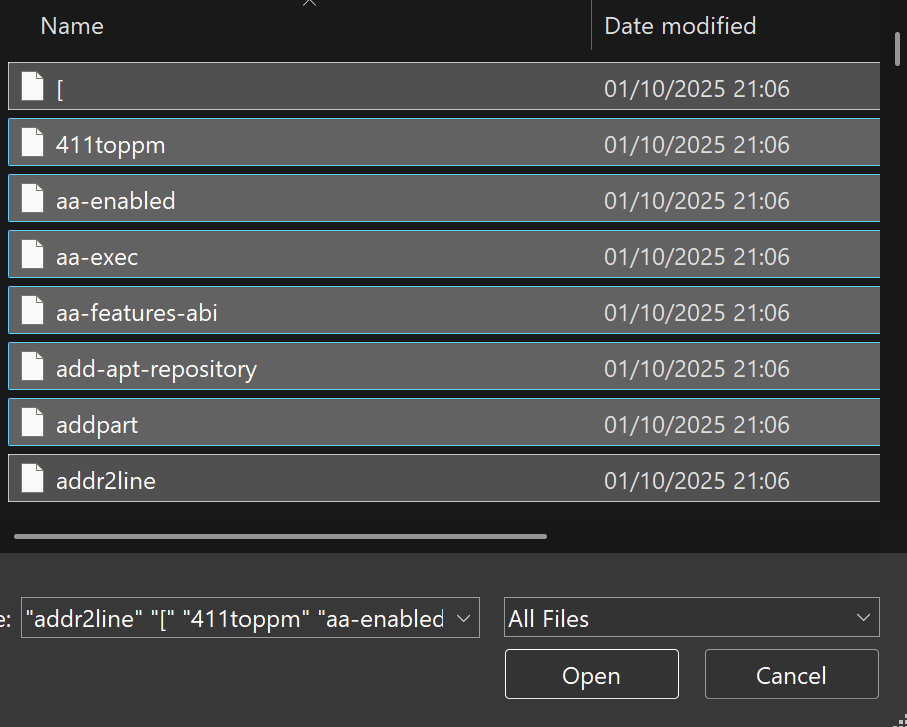 Name Date modified
[ 01/10/2025 21:06
411toppm 01/10/2025 21:06
aa-enabled 01/10/2025 21:06
aa-exec 01/10/2025 21:06
aa-features-abi 01/10/2025 21:06
add-apt-repository 01/10/2025 21:06
addpart 01/10/2025 21:06
addr2line 01/10/2025 21:06
e: "addr2line" "[" "411toppm" "aa-enabled All Files
Open Cancel